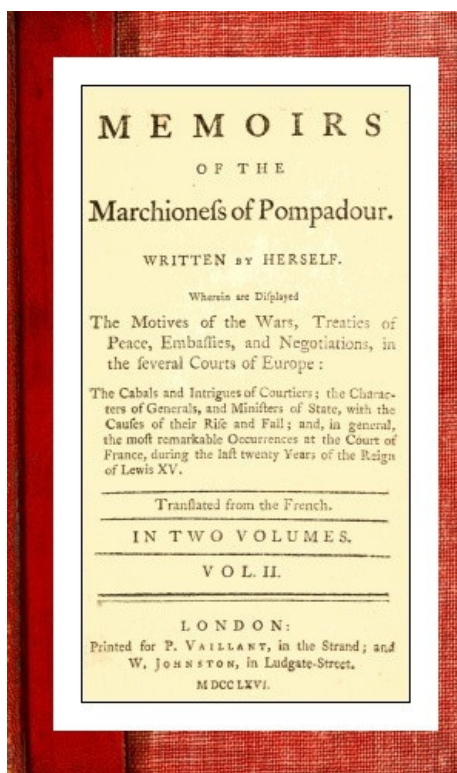 MEMOIRS
OF THE
Marchioneſs of Pompadour.
WRITTEN BY HERSELF.
Wherein are Diſplayed
The Motives of the Wars, Treaties of
Peace, Embaſſies, and Negotiations, in
the ſeveral Courts of Europe:
The Cabals and Intrigues of Courtiers; the Charac-
ters of Generals, and Miniſters of State, with the
Cauſes of their Riſe and Fall; and, in general,
the moſt remarkable Occurrences at the Court of
France, during the laſt twenty Years of the Reign
of Lewis XV.
Tranſlated from the French.
IN TWO VOLUMES.
VOL. II.
LONDON:
Printed for P. VAILLANT, in the Strand; and
W. JOHNSTON, in Ludgate-Street.
MDCCLXVI.